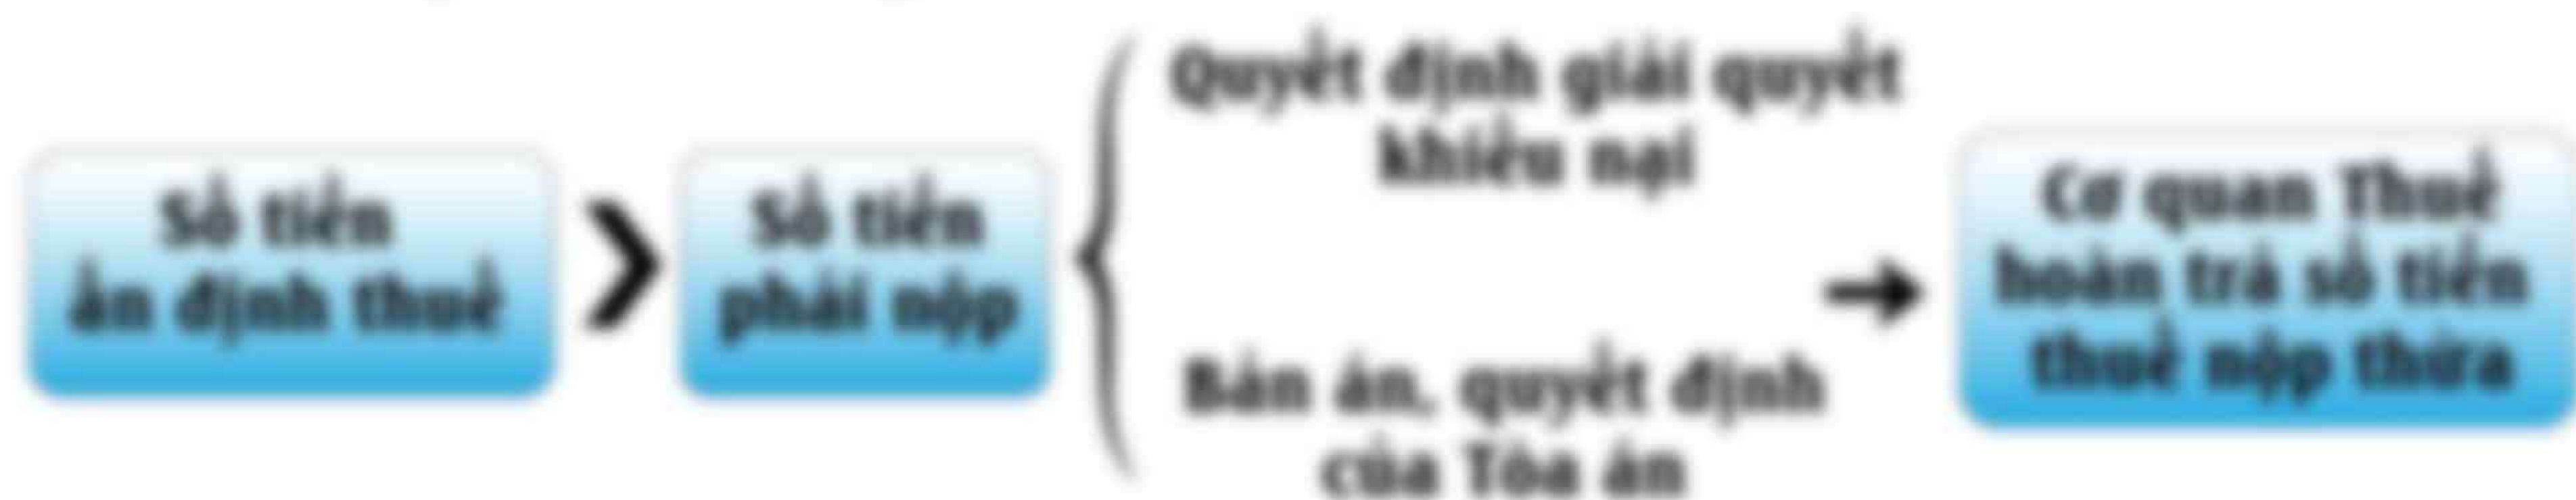 Số tiền
ấn định thuế
Số tiền
phải nộp
Quyết định giải quyết
khiếu nại
Bản án, quyết định
của Tòa án
Cơ quan Thuế
hoàn trả số tiền
thuế nộp thừa